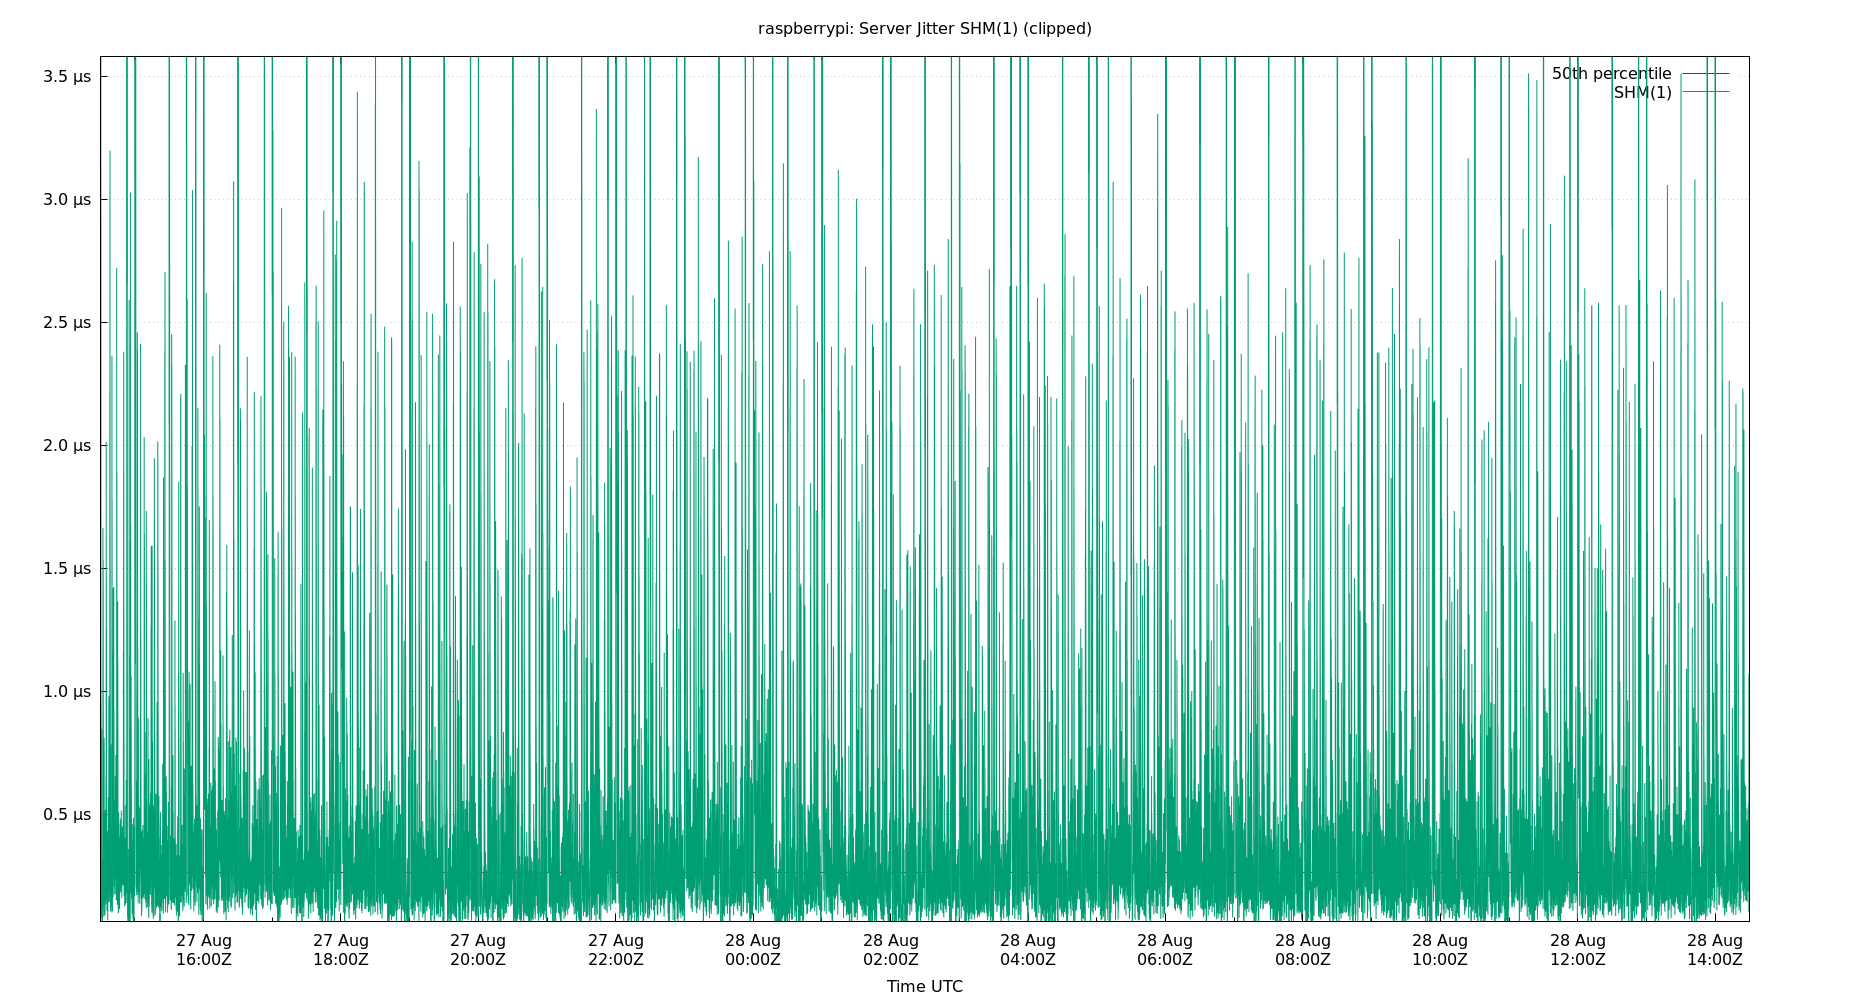 raspberrypi: Server Jitter SHM(1) (clipped)
50th percentile
SHM(1)
3.5 µs
3.0 µs
2.5 µs
2.0 µs
1.5 µs
1.0 µs
0.5 µs
27 Aug 27 Aug 27 Aug 27 Aug 28 Aug 28 Aug 28 Aug 28 Aug 28 Aug 28 Aug 28 Aug 28 Aug
16:00Z 18:00Z 20:00Z 22:00Z 00:00Z 02:00Z 04:00Z 06:00Z 08:00Z 10:00Z 12:00Z 14:00Z
Time UTC